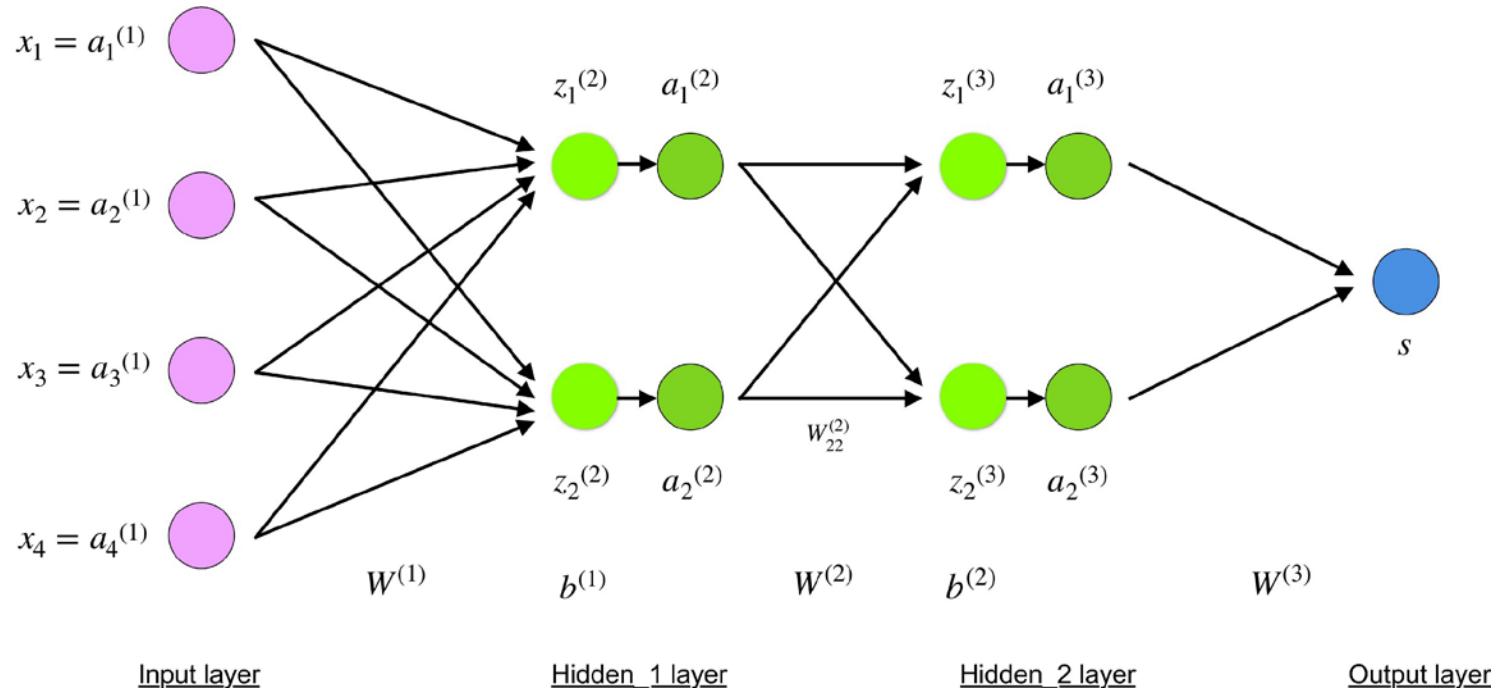 x₁ = a₁⁽¹⁾
z₁⁽²⁾ a₁⁽²⁾ z₁⁽³⁾ a₁⁽³⁾
x₂ = a₂⁽¹⁾
x₃ = a₃⁽¹⁾
s
W₂₂⁽²⁾
z₂⁽²⁾ a₂⁽²⁾ z₂⁽³⁾ a₂⁽³⁾
x₄ = a₄⁽¹⁾
W⁽¹⁾ b⁽¹⁾ W⁽²⁾ b⁽²⁾ W⁽³⁾
Input layer Hidden_1 layer Hidden_2 layer Output layer